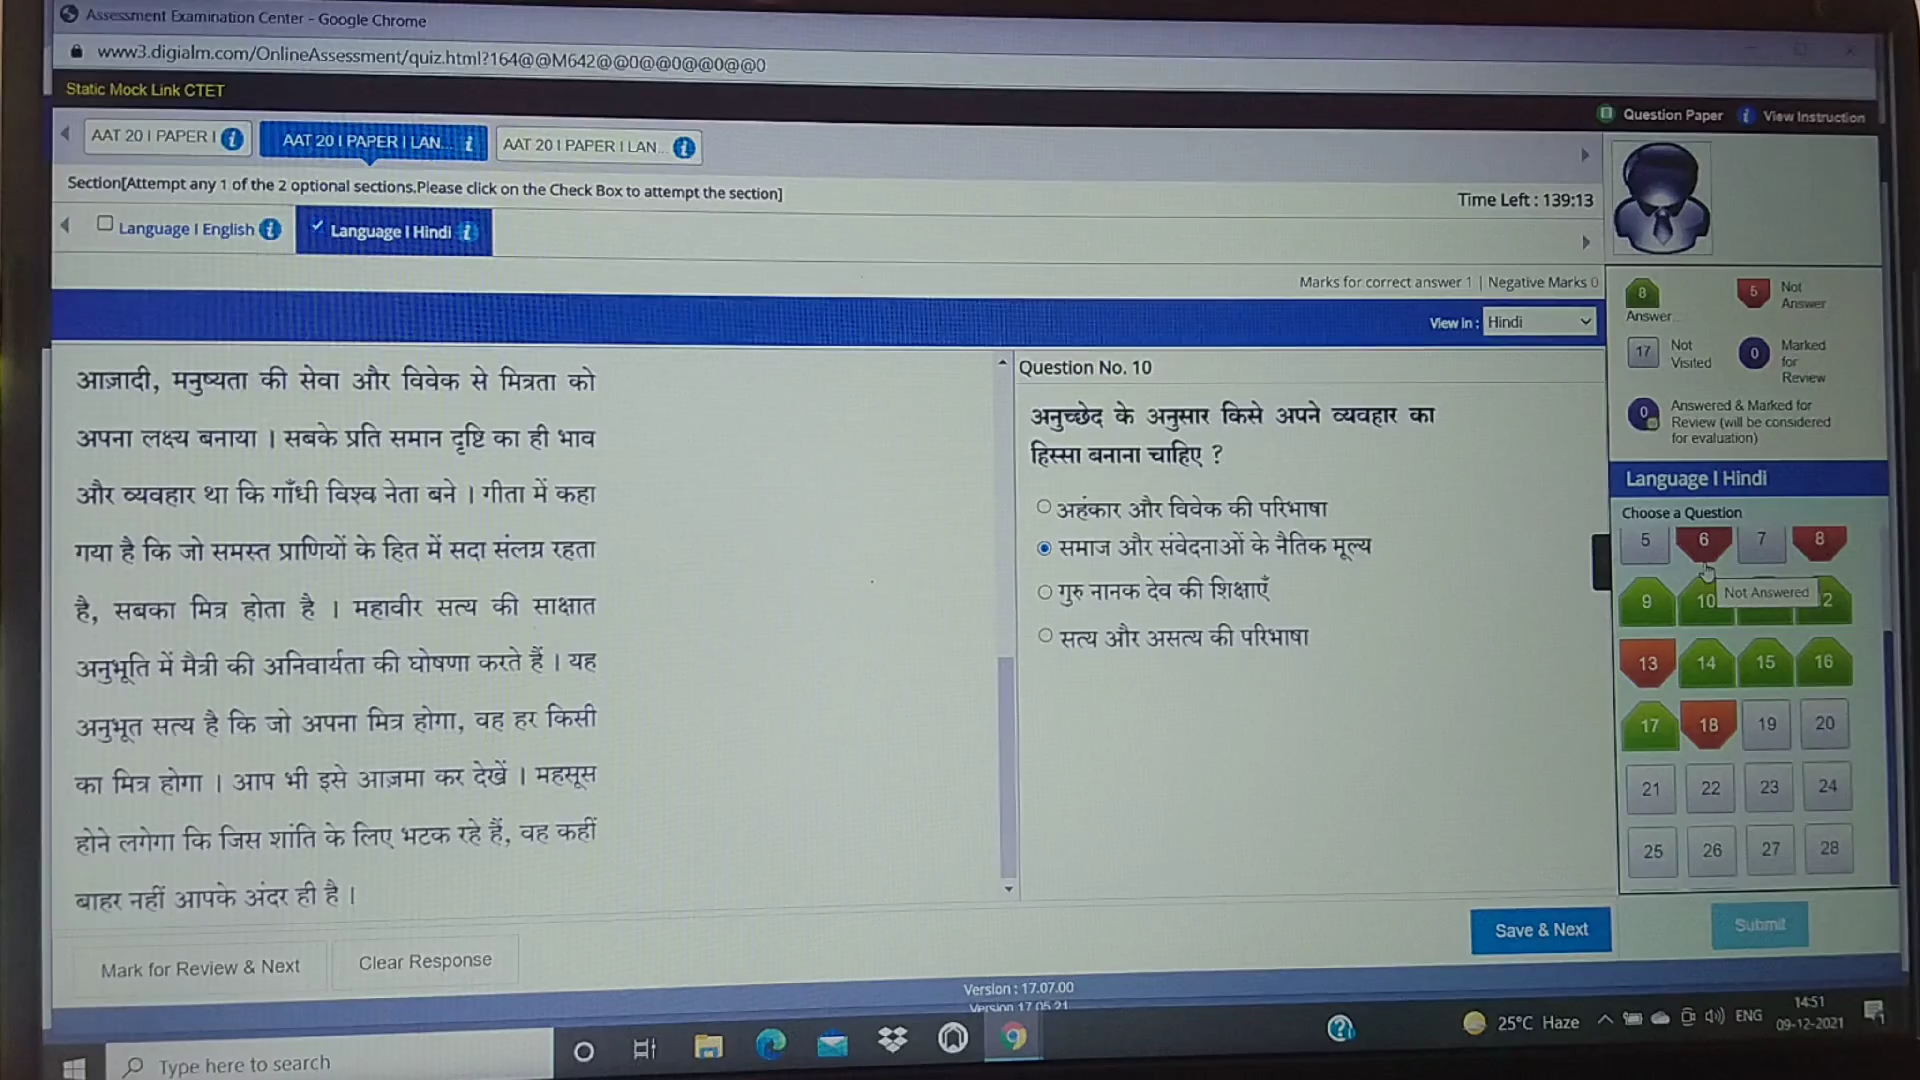 Assessment Examination Center - Google Chrome
www3.digialm.com/OnlineAssessment/quiz.html?164@@M642@@0@@0@@0@@0
Static Mock Link CTET
Question Paper
View Instruction
AAT 20 I PAPER I
AAT 20 I PAPER I LAN...
AAT 20 I PAPER I LAN...
Section[Attempt any 1 of the 2 optional sections.Please click on the Check Box to attempt the section]
Time Left : 139:13
Language I English
Language I Hindi
Marks for correct answer 1 | Negative Marks 0
View in : Hindi
आज़ादी, मनुष्यता की सेवा और विवेक से मित्रता को
अपना लक्ष्य बनाया । सबके प्रति समान दृष्टि का ही भाव
और व्यवहार था कि गाँधी विश्व नेता बने । गीता में कहा
गया है कि जो समस्त प्राणियों के हित में सदा संलग्न रहता
है, सबका मित्र होता है । महावीर सत्य की साक्षात
अनुभूति में मैत्री की अनिवार्यता की घोषणा करते हैं । यह
अनुभूत सत्य है कि जो अपना मित्र होगा, वह हर किसी
का मित्र होगा । आप भी इसे आज़मा कर देखें । महसूस
होने लगेगा कि जिस शांति के लिए भटक रहे हैं, वह कहीं
बाहर नहीं आपके अंदर ही है ।
Question No. 10
अनुच्छेद के अनुसार किसे अपने व्यवहार का
हिस्सा बनाना चाहिए ?
अहंकार और विवेक की परिभाषा
समाज और संवेदनाओं के नैतिक मूल्य
गुरु नानक देव की शिक्षाएँ
सत्य और असत्य की परिभाषा
8
Answer...
5
Not
Answer
17
Not
Visited
0
Marked
for
Review
0
Answered & Marked for
Review (will be considered
for evaluation)
Language I Hindi
Choose a Question
5 6 7 8
9 10 2
Not Answered
13 14 15 16
17 18 19 20
21 22 23 24
25 26 27 28
Mark for Review & Next
Clear Response
Save & Next
Submit
Version : 17.07.00
Version 17.05.21
Type here to search
25°C Haze
ENG
14:51
09-12-2021
1